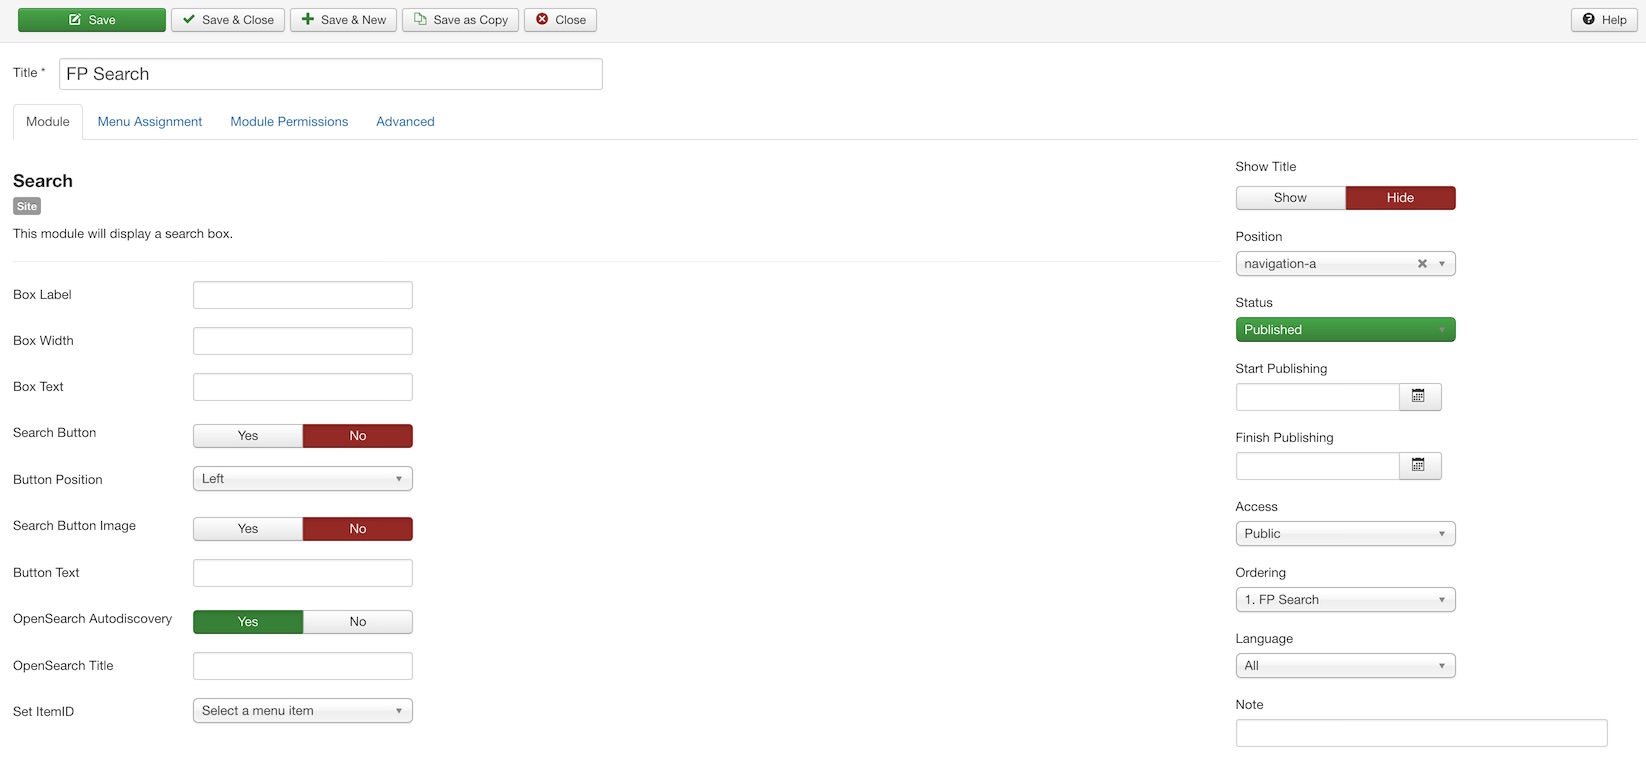 Save
Save & Close
Save & New
Save as Copy
Close
Help
Title *
FP Search
Module
Menu Assignment
Module Permissions
Advanced
Search
Site
This module will display a search box.
Box Label
Box Width
Box Text
Search Button
Yes
No
Button Position
Left
Search Button Image
Yes
No
Button Text
OpenSearch Autodiscovery
Yes
No
OpenSearch Title
Set ItemID
Select a menu item
Show Title
Show
Hide
Position
navigation-a
Status
Published
Start Publishing
Finish Publishing
Access
Public
Ordering
1. FP Search
Language
All
Note